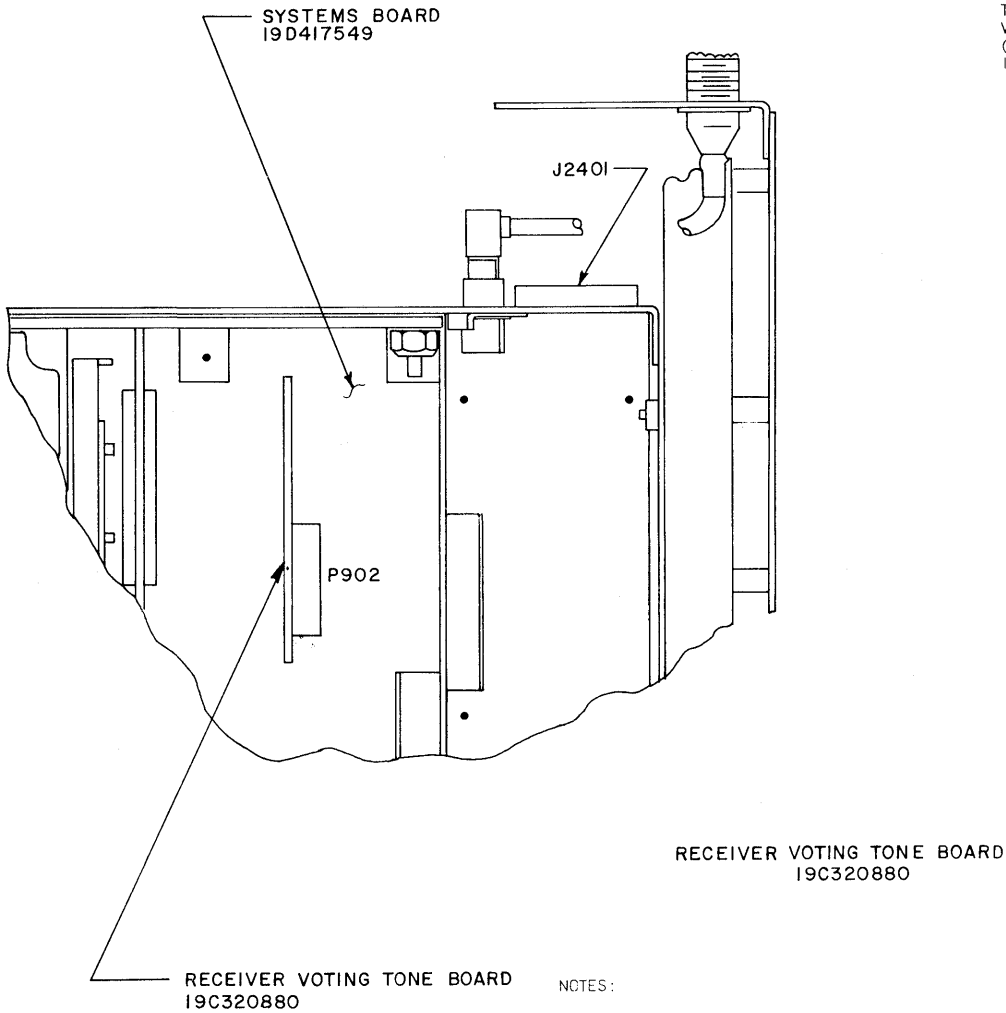 SYSTEMS BOARD
19D417549
J2401
P902
RECEIVER VOTING TONE BOARD
19C320880
RECEIVER VOTING TONE BOARD
19C320880
NOTES: